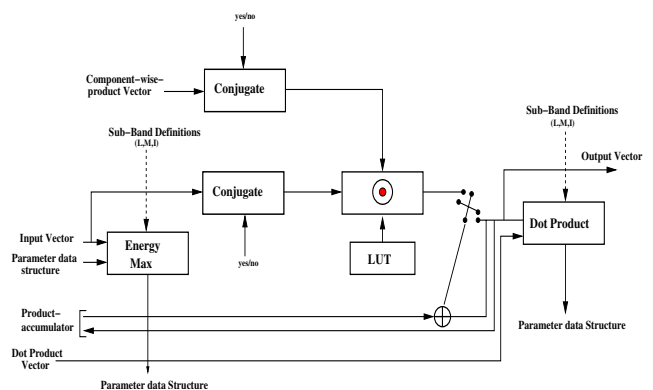 yes/no
Component-wise-
product Vector
Conjugate
Sub-Band Definitions
(L,M,I)
Sub-Band Definitions
(L,M,I)
Output Vector
Conjugate
Dot Product
Input Vector
Energy
Max
Parameter data
structure
yes/no
LUT
Product-
accumulator
Parameter data Structure
Dot Product
Vector
Parameter data Structure